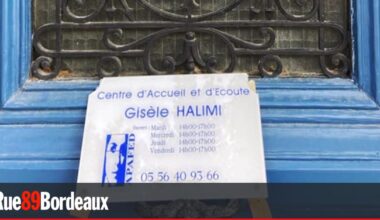 Centre d'Accueil et d'Ecoute
Gisèle HALIMI
Mardi 14h00-17h00
Mercredi 14h00-17h00
Jeudi 14h00-17h00
Vendredi 14h00-17h00
APAFED
05 56 40 93 66
Rue89Bordeaux